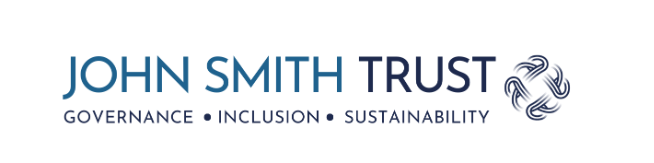 JOHN SMITH TRUST
GOVERNANCE • INCLUSION • SUSTAINABILITY